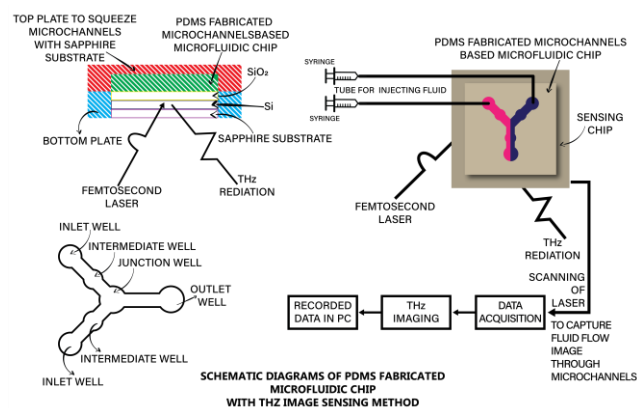 TOP PLATE TO SQUEEZE
MICROCHANNELS
WITH SAPPHIRE
SUBSTRATE
PDMS FABRICATED
MICROCHANNELSBASED
MICROFLUIDIC CHIP
SiO₂
Si
SAPPHIRE SUBSTRATE
BOTTOM PLATE
FEMTOSECOND
LASER
THz
REDIATION
PDMS FABRICATED MICROCHANNELS
BASED MICROFLUIDIC CHIP
SYRINGE
TUBE FOR INJECTING FLUID
SYRINGE
SENSING
CHIP
FEMTOSECOND
LASER
THz
REDIATION
INLET WELL
INTERMEDIATE WELL
JUNCTION WELL
OUTLET
WELL
INTERMEDIATE WELL
INLET WELL
SCANNING
OF
LASER
RECORDED
DATA IN PC
THz
IMAGING
DATA
ACQUISITION
TO CAPTURE
FLUID FLOW
IMAGE
THROUGH
MICROCHANNELS
SCHEMATIC DIAGRAMS OF PDMS FABRICATED
MICROFLUIDIC CHIP
WITH THZ IMAGE SENSING METHOD